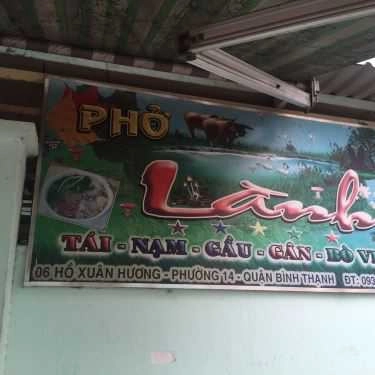 PHỞ
Lành
TÁI - NẠM - GẦU - GÂN - BÒ VI
06 HỒ XUÂN HƯƠNG - PHƯỜNG 14 - QUẬN BÌNH THẠNH ĐT: 093